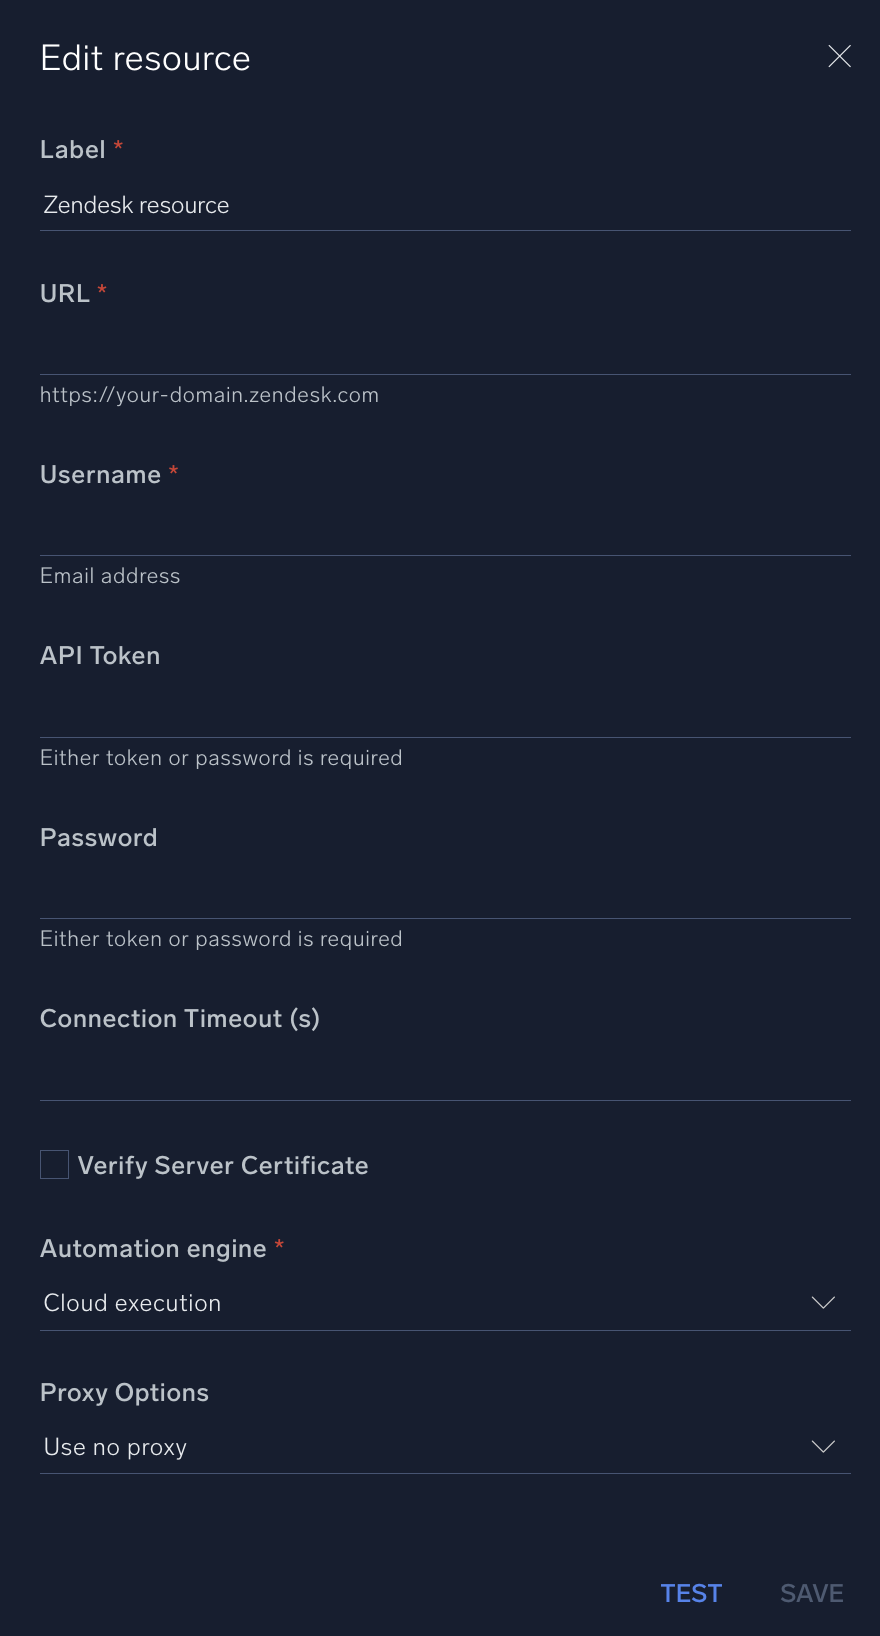 Edit resource
Label *
Zendesk resource
URL *
https://your-domain.zendesk.com
Username *
Email address
API Token
Either token or password is required
Password
Either token or password is required
Connection Timeout (s)
Verify Server Certificate
Automation engine *
Cloud execution
Proxy Options
Use no proxy
TEST SAVE